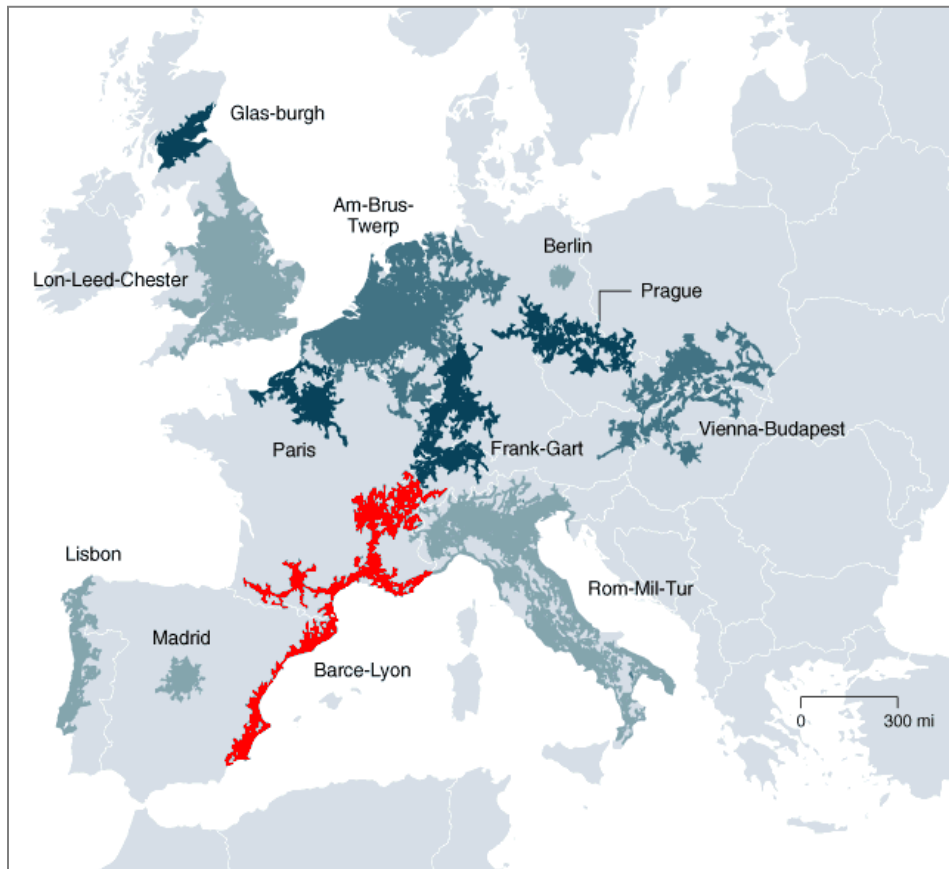 Glas-burgh
Am-Brus-
Twerp
Berlin
Lon-Leed-Chester
Prague
Vienna-Budapest
Paris
Frank-Gart
Lisbon
Rom-Mil-Tur
Madrid
Barce-Lyon
0 300 mi